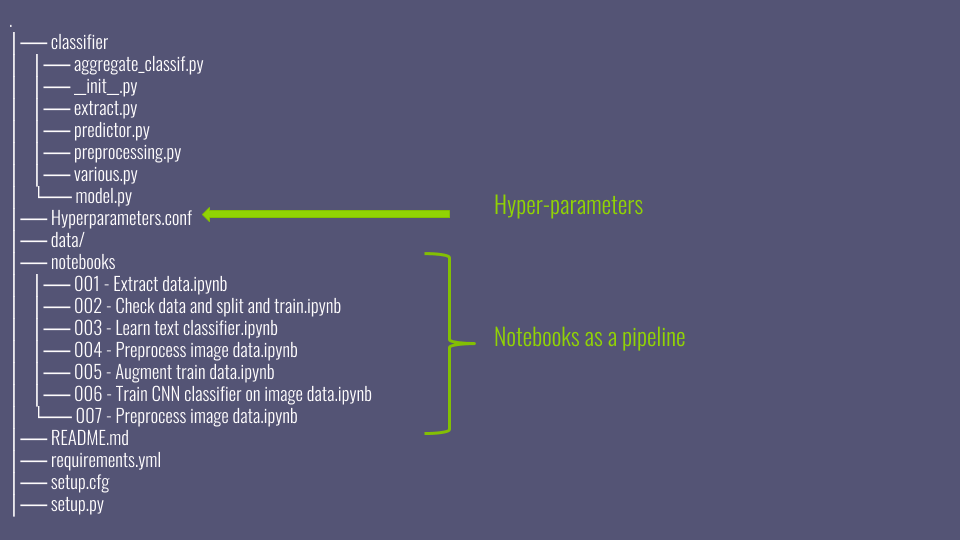 .
classifier
aggregate_classif.py
__init__.py
extract.py
predictor.py
preprocessing.py
various.py
model.py
Hyperparameters.conf
Hyper-parameters
data/
notebooks
001 - Extract data.ipynb
002 - Check data and split and train.ipynb
003 - Learn text classifier.ipynb
Notebooks as a pipeline
004 - Preprocess image data.ipynb
005 - Augment train data.ipynb
006 - Train CNN classifier on image data.ipynb
007 - Preprocess image data.ipynb
README.md
requirements.yml
setup.cfg
setup.py